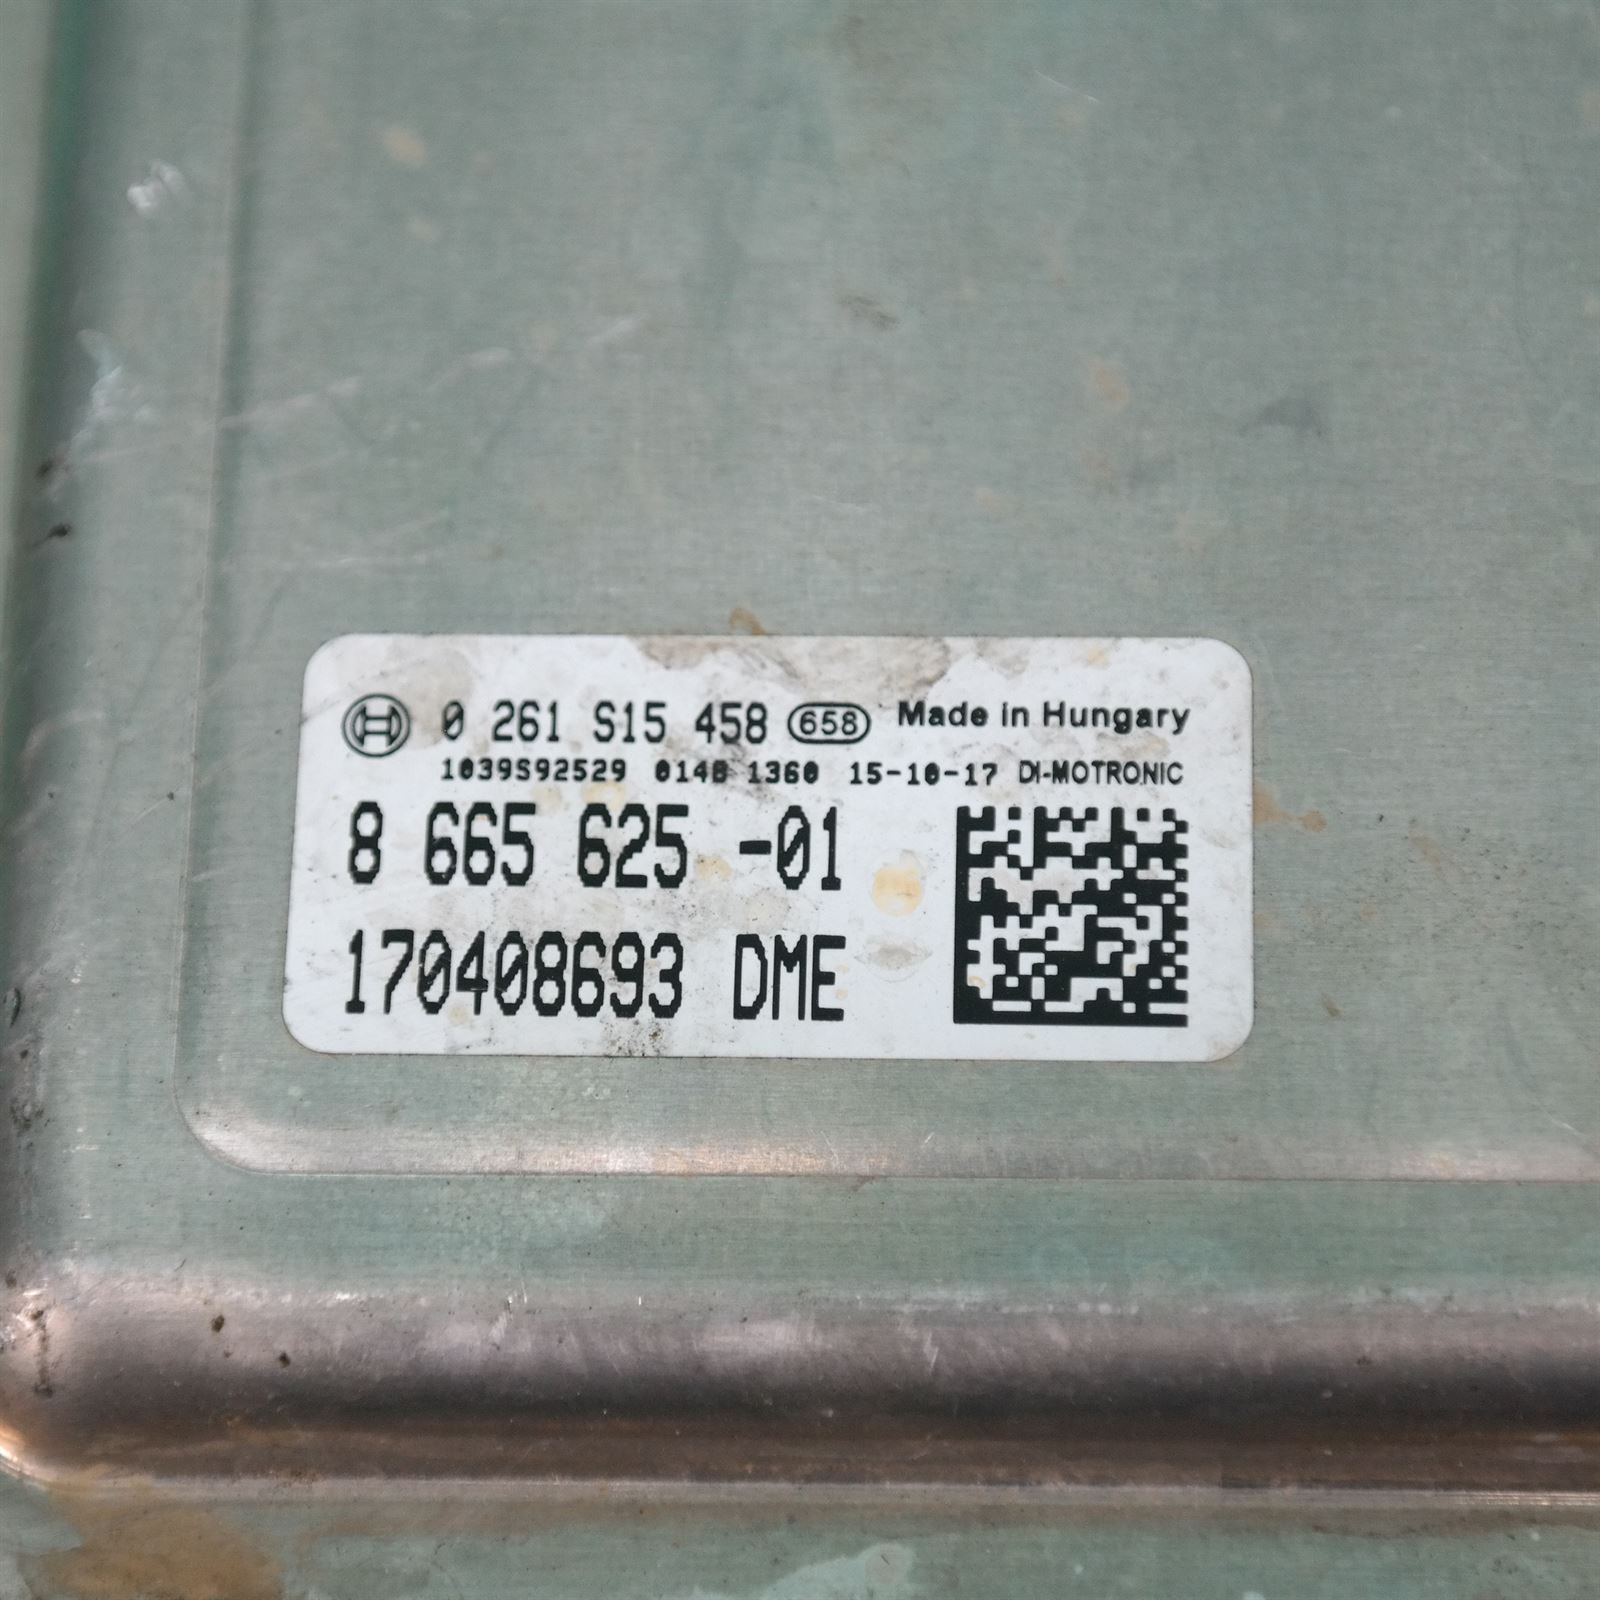 0 261 S15 458 658 Made in Hungary
1039S92529 014B 1360 15-10-17 DI-MOTRONIC
8 665 625 -01
170408693 DME